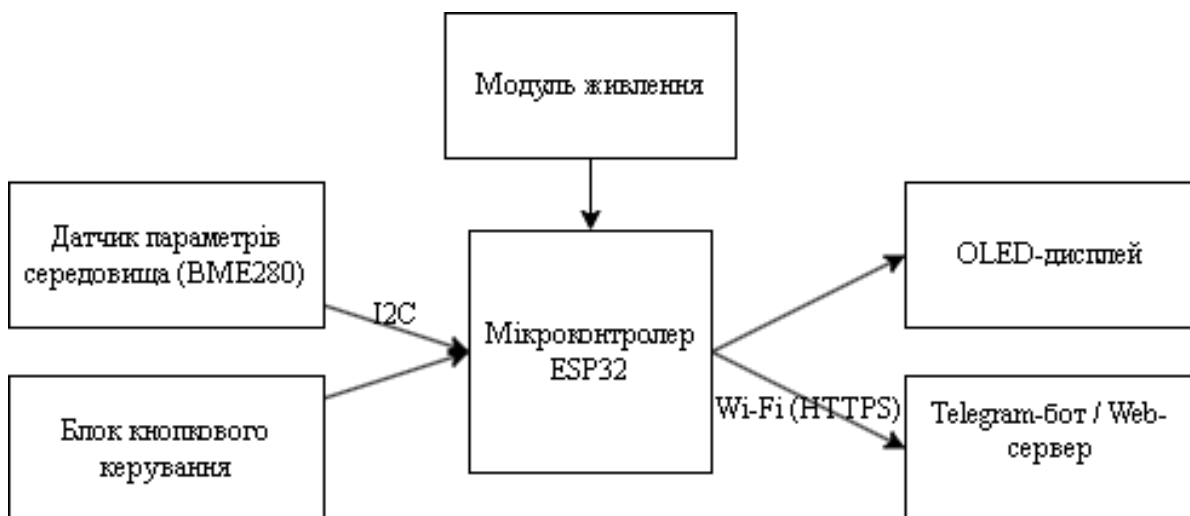 Модуль живлення
Датчик параметрів
середовища (BME280)
I2C
Блок кнопкового
керування
Мікроконтролер
ESP32
OLED-дисплей
Wi-Fi (HTTPS)
Telegram-бот / Web-
сервер